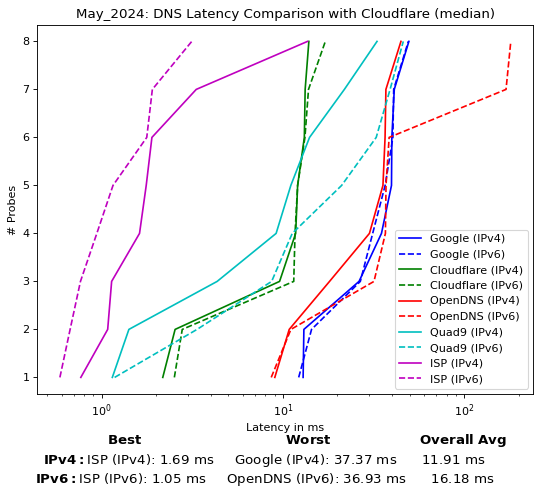 May_2024: DNS Latency Comparison with Cloudflare (median)
8
7
6
5
4
3
2
1
# Probes
Google (IPv4)
Google (IPv6)
Cloudflare (IPv4)
Cloudflare (IPv6)
OpenDNS (IPv4)
OpenDNS (IPv6)
Quad9 (IPv4)
Quad9 (IPv6)
ISP (IPv4)
ISP (IPv6)
10⁰ 10¹ 10²
Latency in ms
Best Worst Overall Avg
IPv4: ISP (IPv4): 1.69 ms Google (IPv4): 37.37 ms 11.91 ms
IPv6: ISP (IPv6): 1.05 ms OpenDNS (IPv6): 36.93 ms 16.18 ms